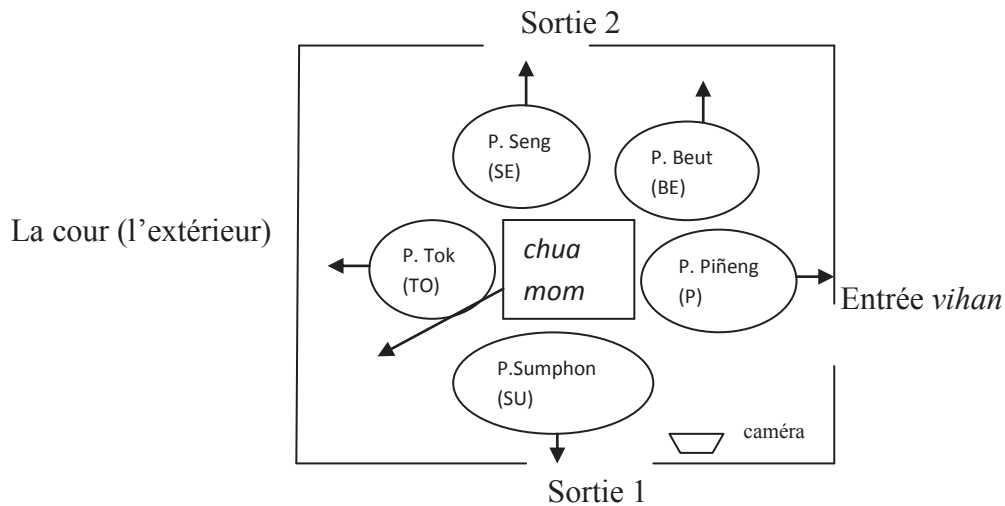 Sortie 2
P. Seng
(SE)
P. Beut
(BE)
La cour (l’extérieur)
P. Tok
(TO)
chua
mom
P. Piñeng
(P)
Entrée vihan
P.Sumphon
(SU)
caméra
Sortie 1